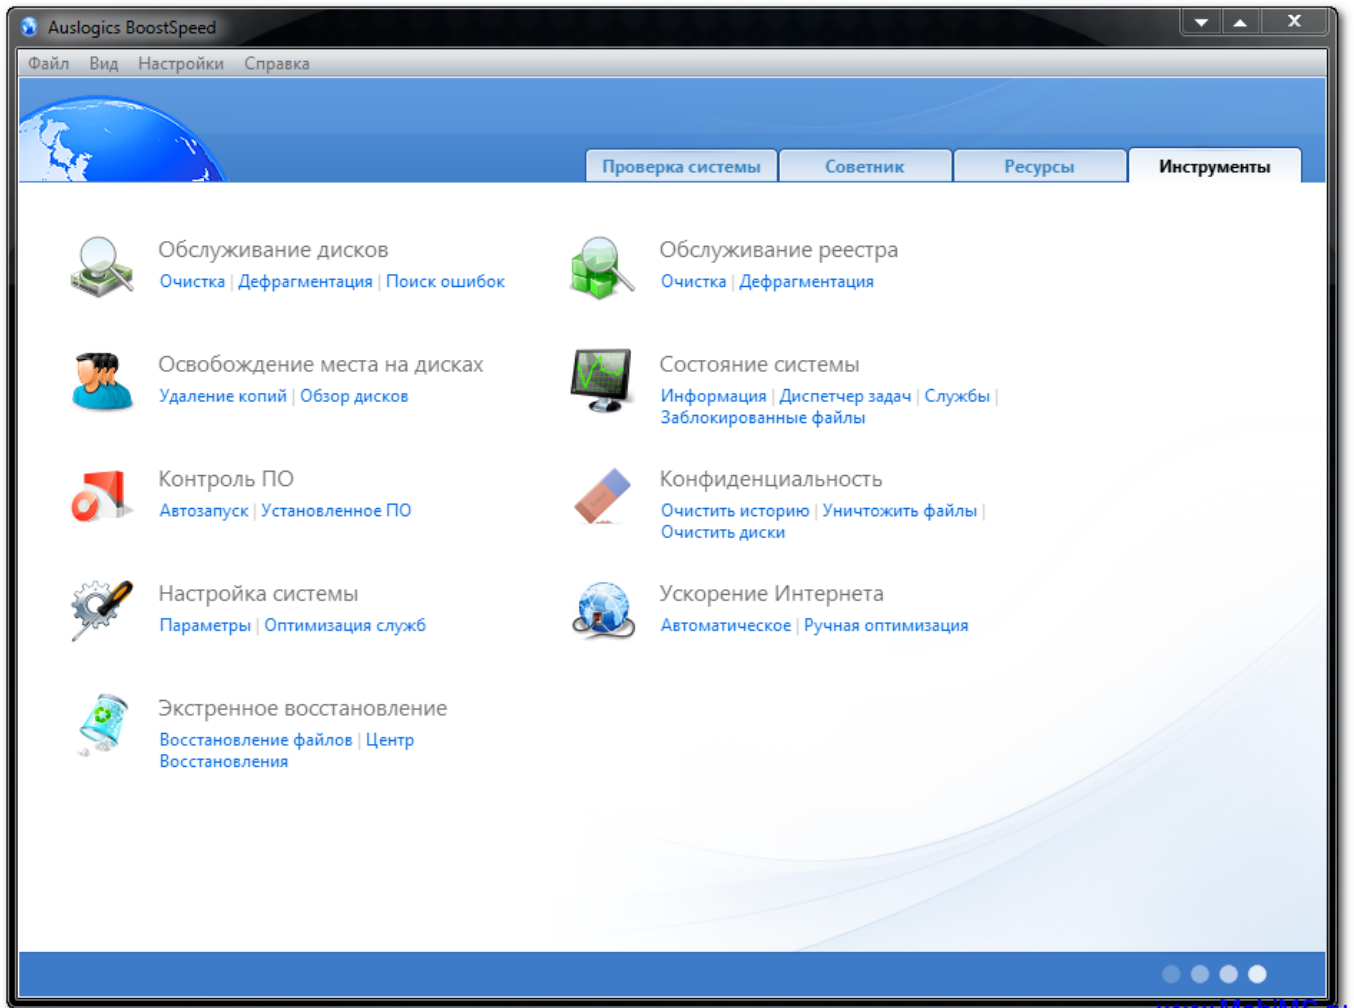 Auslogics BoostSpeed
Файл Вид Настройки Справка
Проверка системы Советник Ресурсы Инструменты
Обслуживание дисков
Очистка | Дефрагментация | Поиск ошибок
Обслуживание реестра
Очистка | Дефрагментация
Освобождение места на дисках
Удаление копий | Обзор дисков
Состояние системы
Информация | Диспетчер задач | Службы |
Заблокированные файлы
Контроль ПО
Автозапуск | Установленное ПО
Конфиденциальность
Очистить историю | Уничтожить файлы |
Очистить диски
Настройка системы
Параметры | Оптимизация служб
Ускорение Интернета
Автоматическое | Ручная оптимизация
Экстренное восстановление
Восстановление файлов | Центр
Восстановления